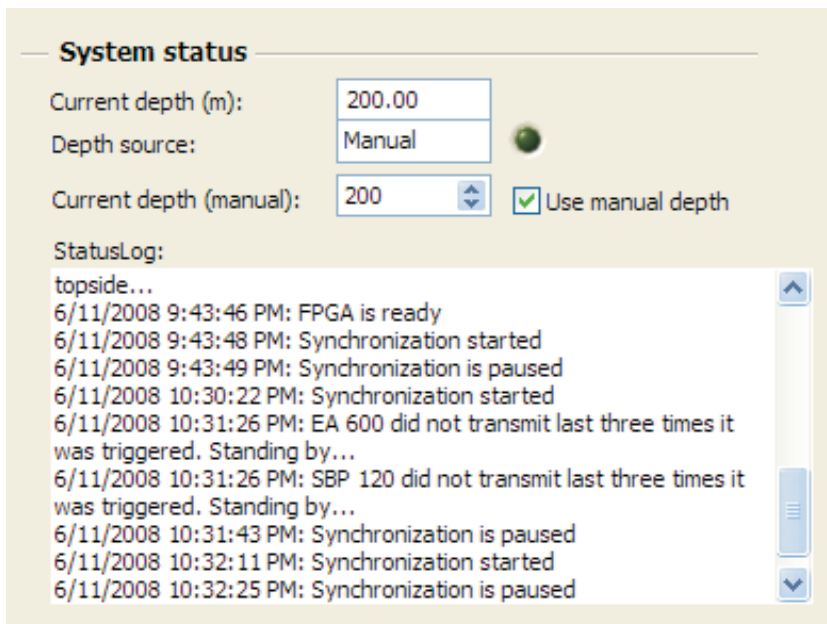 System status
Current depth (m): 200.00
Depth source: Manual
Current depth (manual): 200 Use manual depth
StatusLog:
topside...
6/11/2008 9:43:46 PM: FPGA is ready
6/11/2008 9:43:48 PM: Synchronization started
6/11/2008 9:43:49 PM: Synchronization is paused
6/11/2008 10:30:22 PM: Synchronization started
6/11/2008 10:31:26 PM: EA 600 did not transmit last three times it
was triggered. Standing by...
6/11/2008 10:31:26 PM: SBP 120 did not transmit last three times it
was triggered. Standing by...
6/11/2008 10:31:43 PM: Synchronization is paused
6/11/2008 10:32:11 PM: Synchronization started
6/11/2008 10:32:25 PM: Synchronization is paused